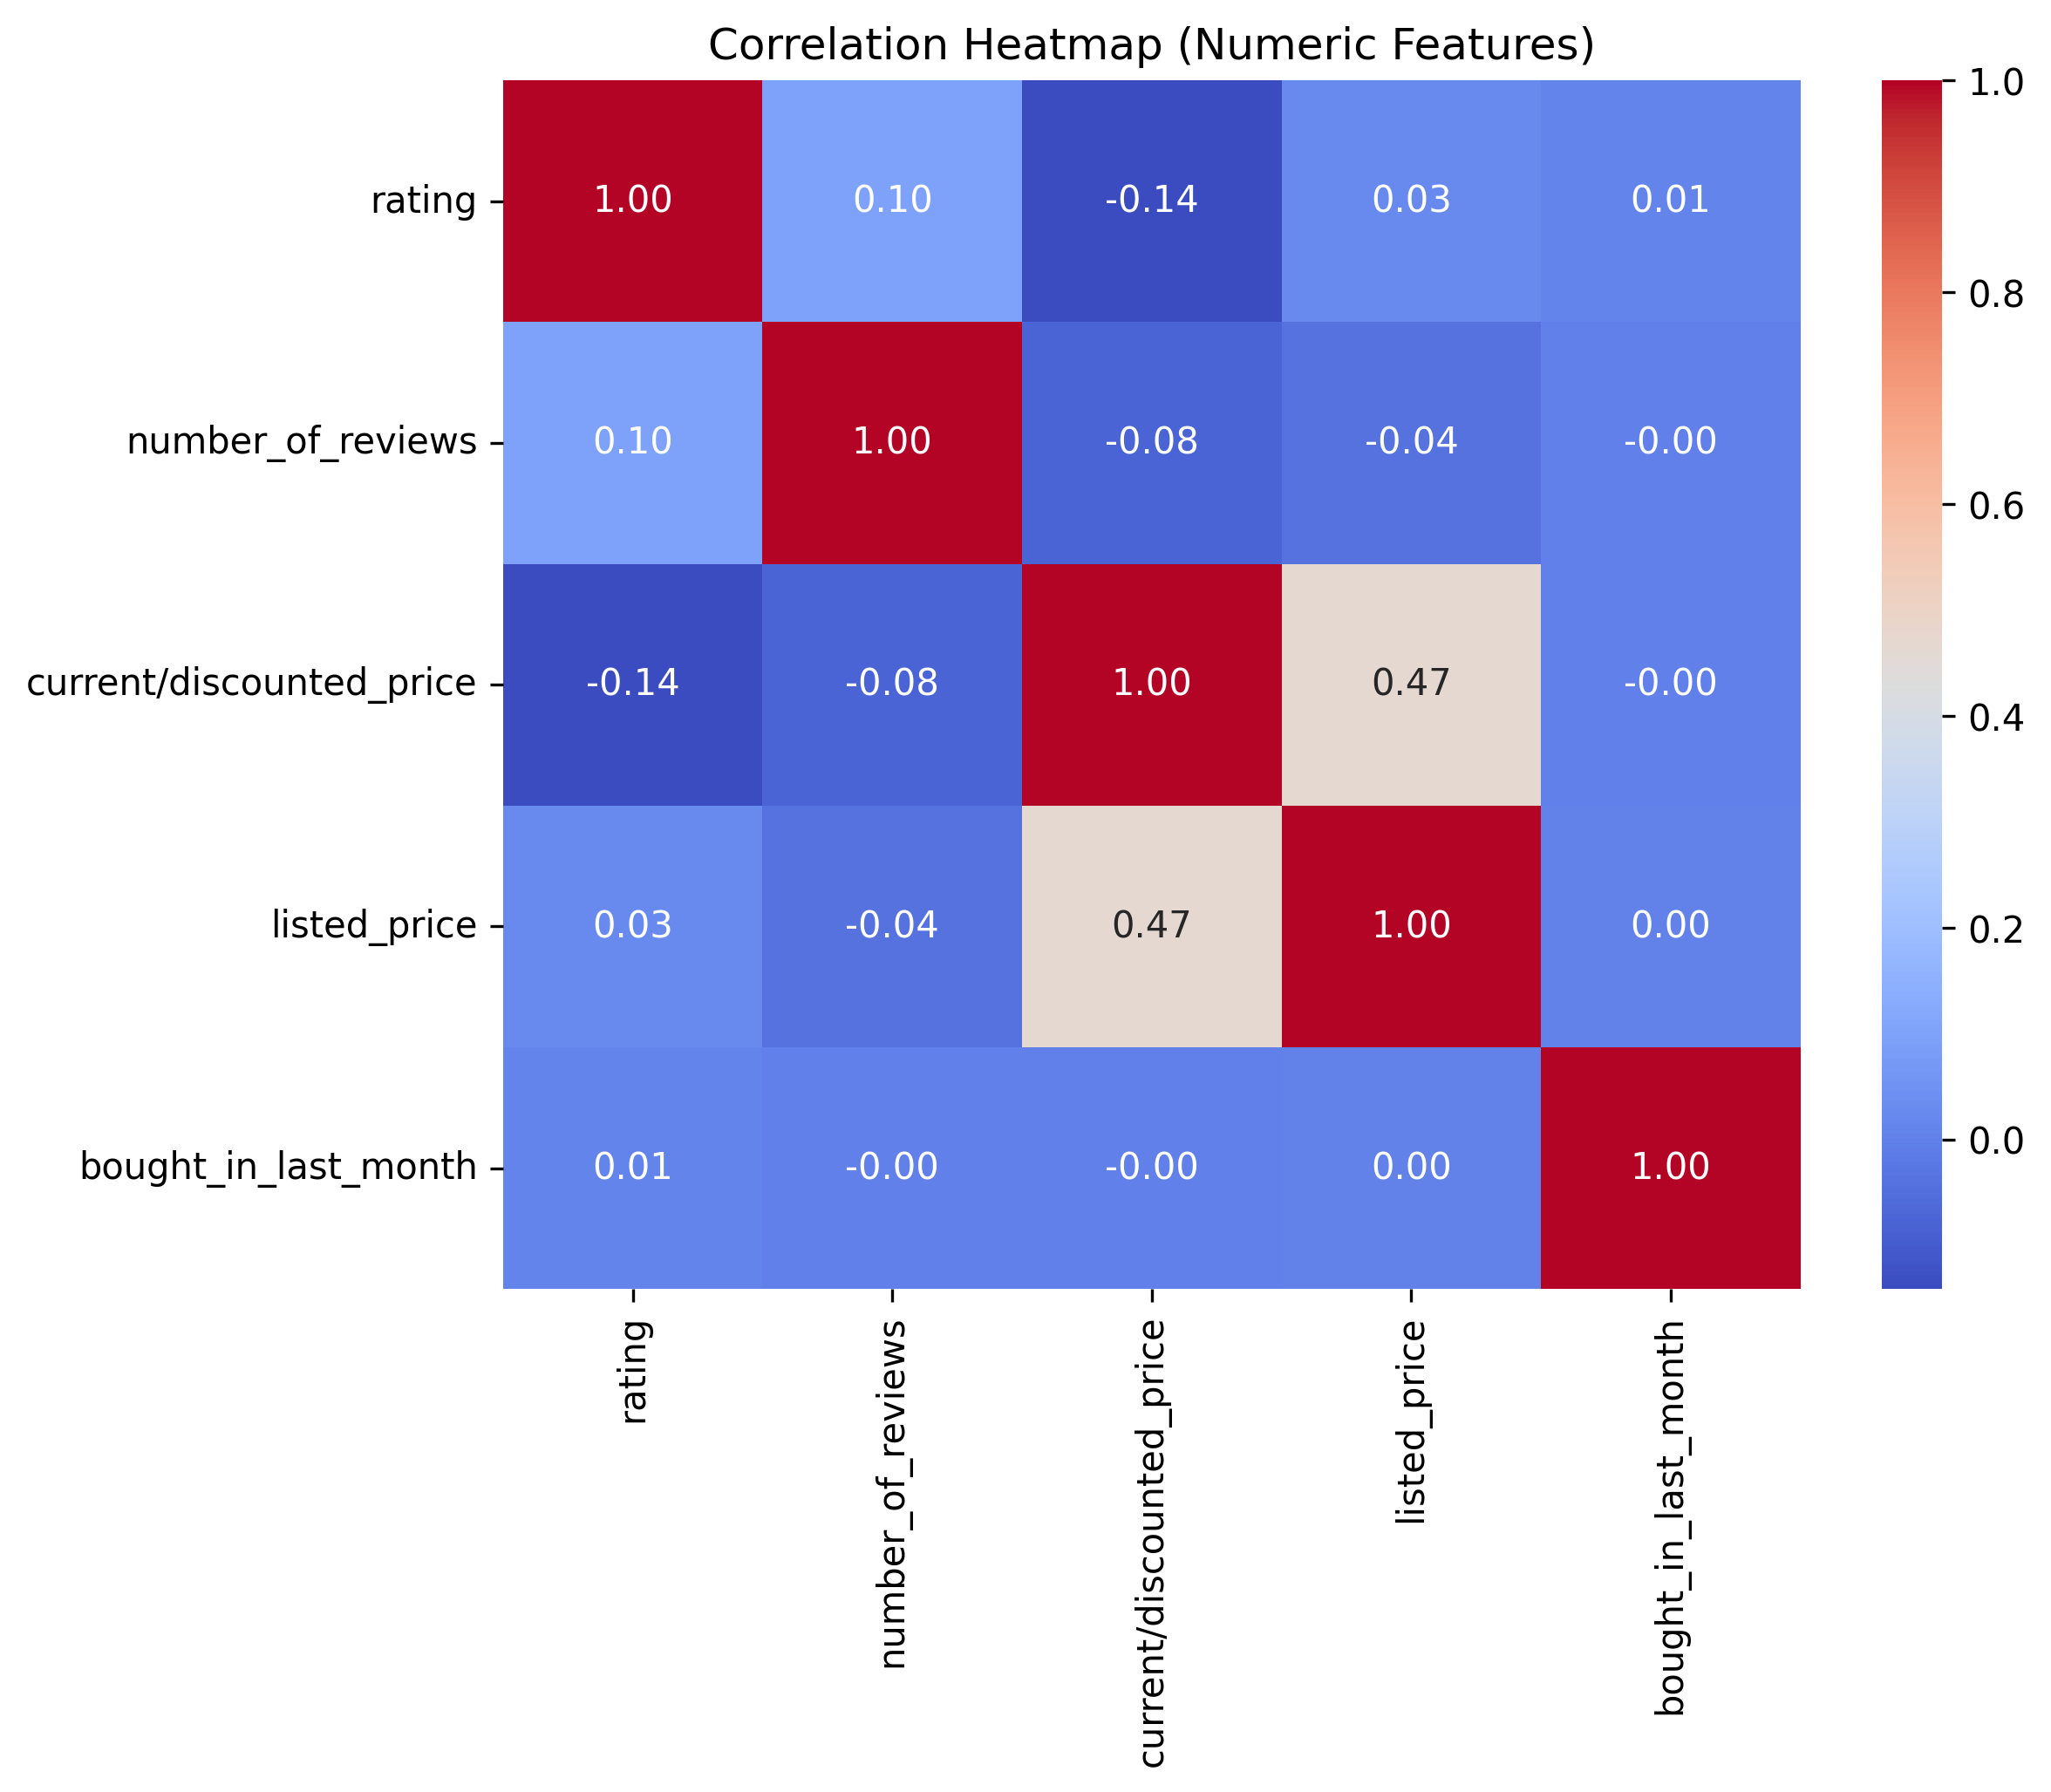 Correlation Heatmap (Numeric Features)
rating 1.00 0.10 -0.14 0.03 0.01
number_of_reviews 0.10 1.00 -0.08 -0.04 -0.00
current/discounted_price -0.14 -0.08 1.00 0.47 -0.00
listed_price 0.03 -0.04 0.47 1.00 0.00
bought_in_last_month 0.01 -0.00 -0.00 0.00 1.00
rating
number_of_reviews
current/discounted_price
listed_price
bought_in_last_month
1.0
0.8
0.6
0.4
0.2
0.0